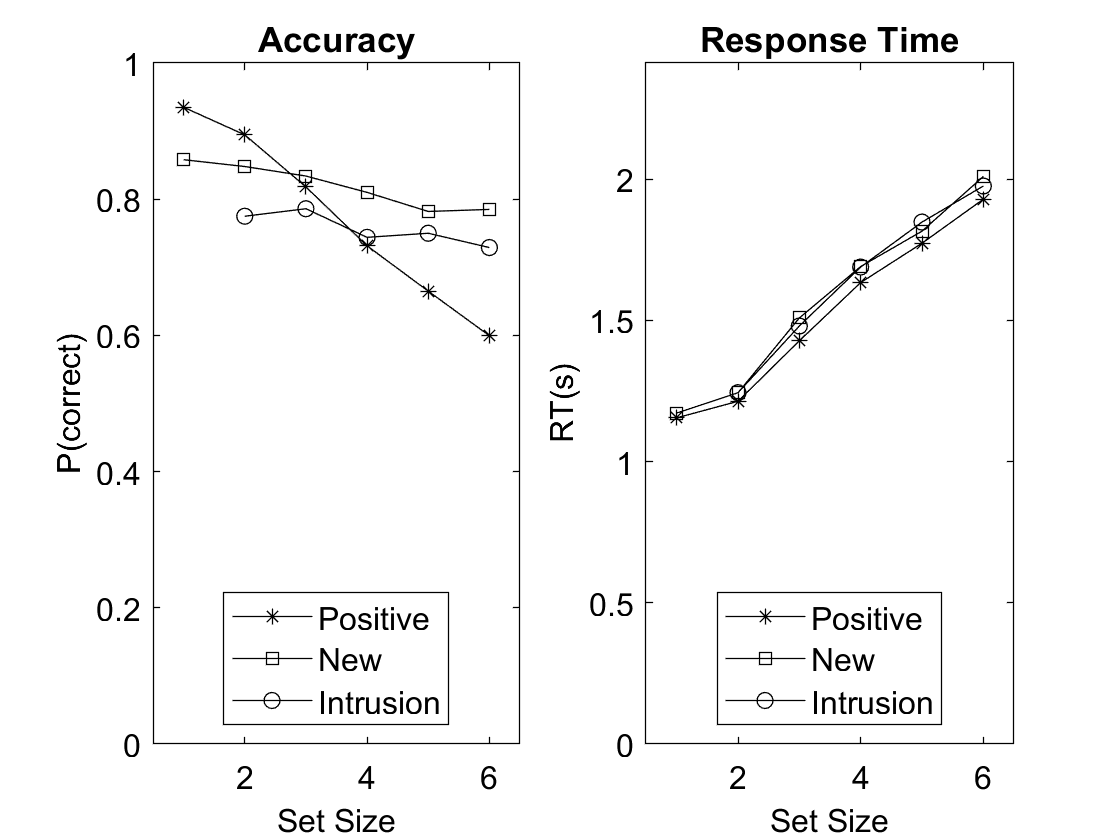 Accuracy
1
0.8
0.6
0.4
0.2
0
P(correct)
Positive
New
Intrusion
2 4 6
Set Size
Response Time
2
1.5
1
0.5
0
RT(s)
Positive
New
Intrusion
2 4 6
Set Size